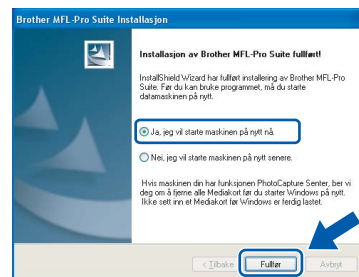 Brother MFL-Pro Suite Installasjon
Installasjon av Brother MFL-Pro Suite fullført!
InstallShield Wizard har fullført installering av Brother MFL-Pro
Suite. Før du kan bruke programmet, må du starte
datamaskinen på nytt.
Ja, jeg vil starte maskinen på nytt nå.
Nei, jeg vil starte maskinen på nytt senere.
Hvis maskinen din har funksjonen PhotoCapture Senter, ber vi
deg om å fjerne alle Mediakort før du starter Windows på nytt.
Ikke sett inn et Mediakort før Windows er ferdig lastet.
< Tilbake Fullfør Avbryt